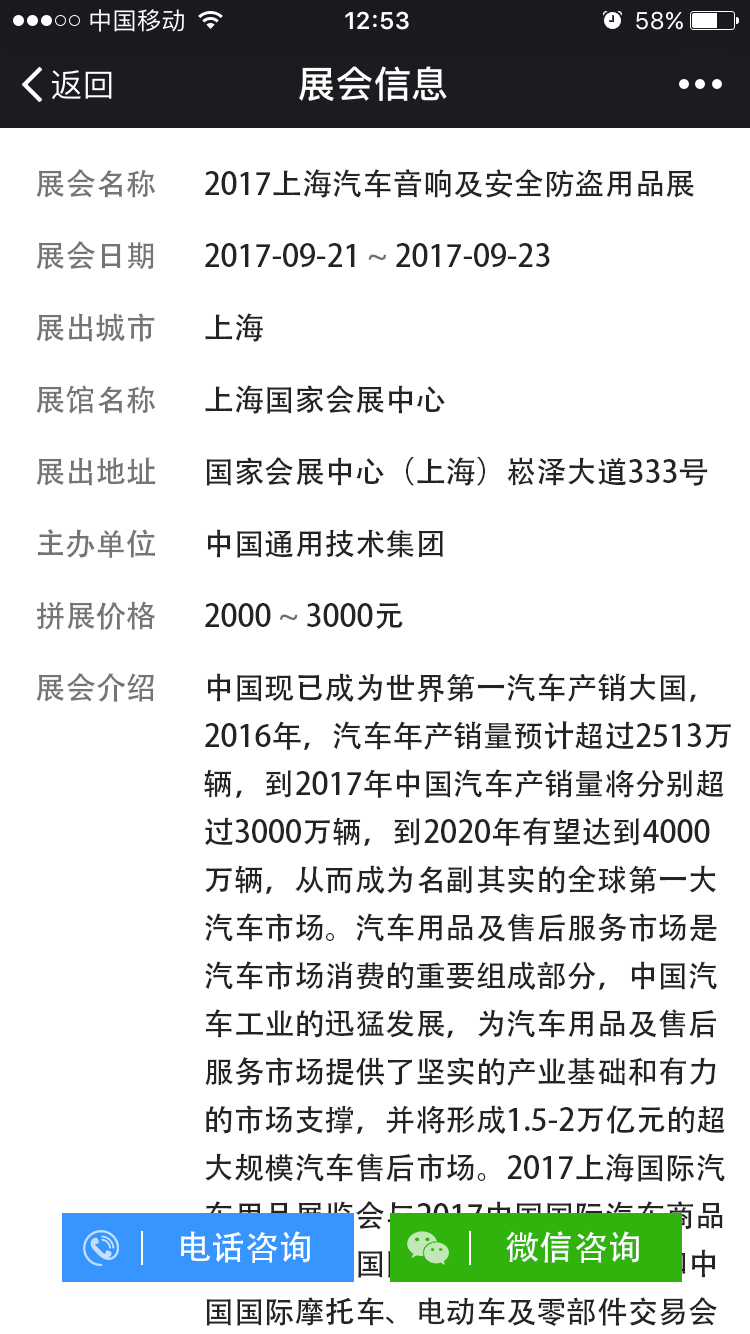 中国移动 12:53 58%
返回 展会信息
展会名称 2017上海汽车音响及安全防盗用品展
展会日期 2017-09-21 ~ 2017-09-23
展出城市 上海
展馆名称 上海国家会展中心
展出地址 国家会展中心（上海）崧泽大道333号
主办单位 中国通用技术集团
拼展价格 2000 ~ 3000元
展会介绍 中国现已成为世界第一汽车产销大国，
2016年，汽车年产销量预计超过2513万
辆，到2017年中国汽车产销量将分别超
过3000万辆，到2020年有望达到4000
万辆，从而成为名副其实的全球第一大
汽车市场。汽车用品及售后服务市场是
汽车市场消费的重要组成部分，中国汽
车工业的迅猛发展，为汽车用品及售后
服务市场提供了坚实的产业基础和有力
的市场支撑，并将形成1.5-2万亿元的超
大规模汽车售后市场。2017上海国际汽
车用品展览会与2017中国国际汽车商品
电话咨询 国 微信咨询 中
国国际摩托车、电动车及零部件交易会